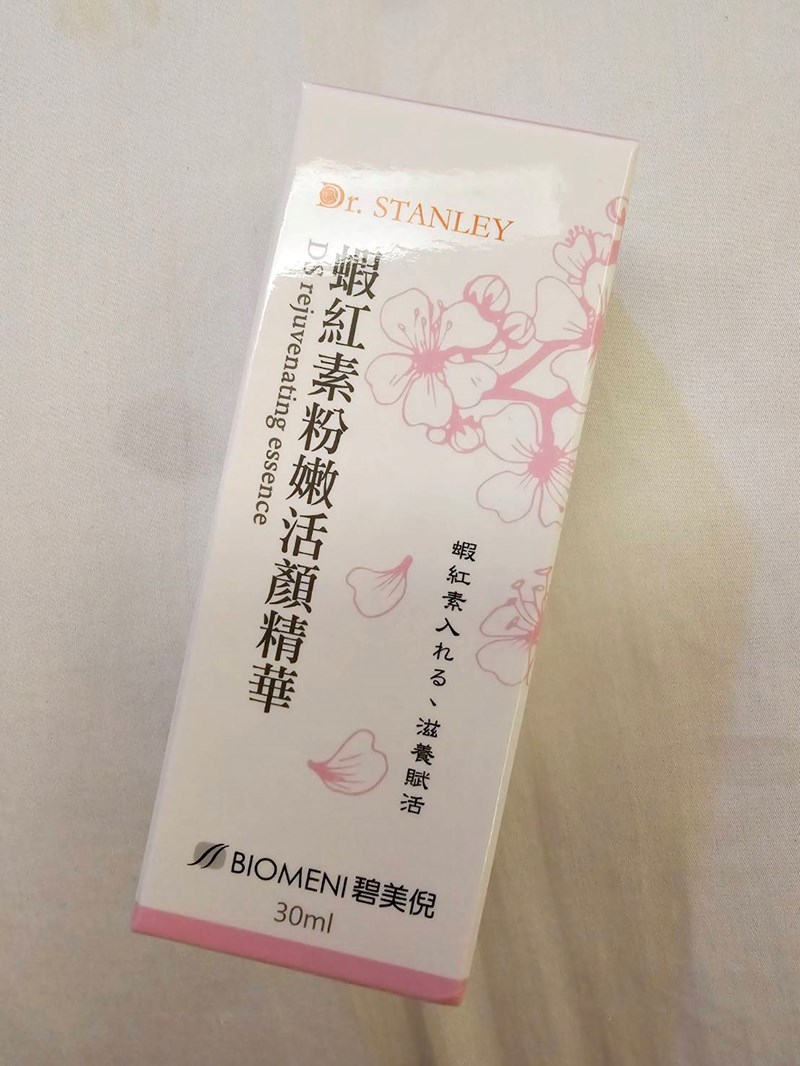 Dr. STANLEY
蝦紅素粉嫩活顏精華
DS rejuvenating essence
蝦紅素入れる、滋養賦活
BIOMENI 碧美倪
30ml